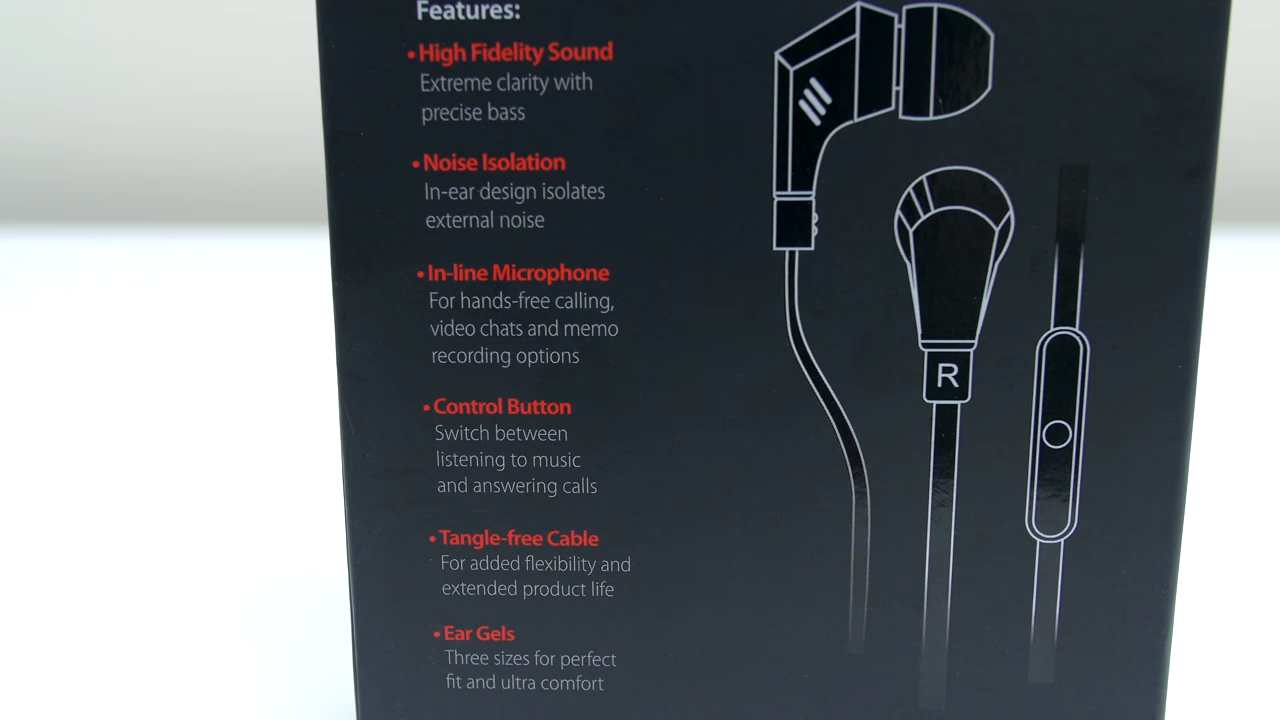 Features:
• High Fidelity Sound
Extreme clarity with
precise bass
• Noise Isolation
In-ear design isolates
external noise
• In-line Microphone
For hands-free calling,
video chats and memo
recording options
• Control Button
Switch between
listening to music
and answering calls
• Tangle-free Cable
For added flexibility and
extended product life
• Ear Gels
Three sizes for perfect
fit and ultra comfort
R